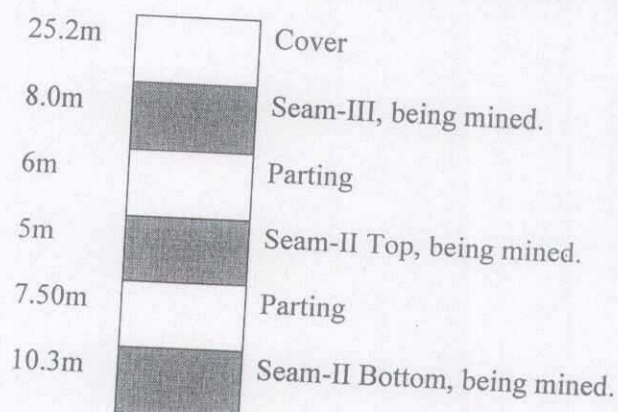 25.2m Cover
8.0m Seam-III, being mined.
6m Parting
5m Seam-II Top, being mined.
7.50m Parting
10.3m Seam-II Bottom, being mined.